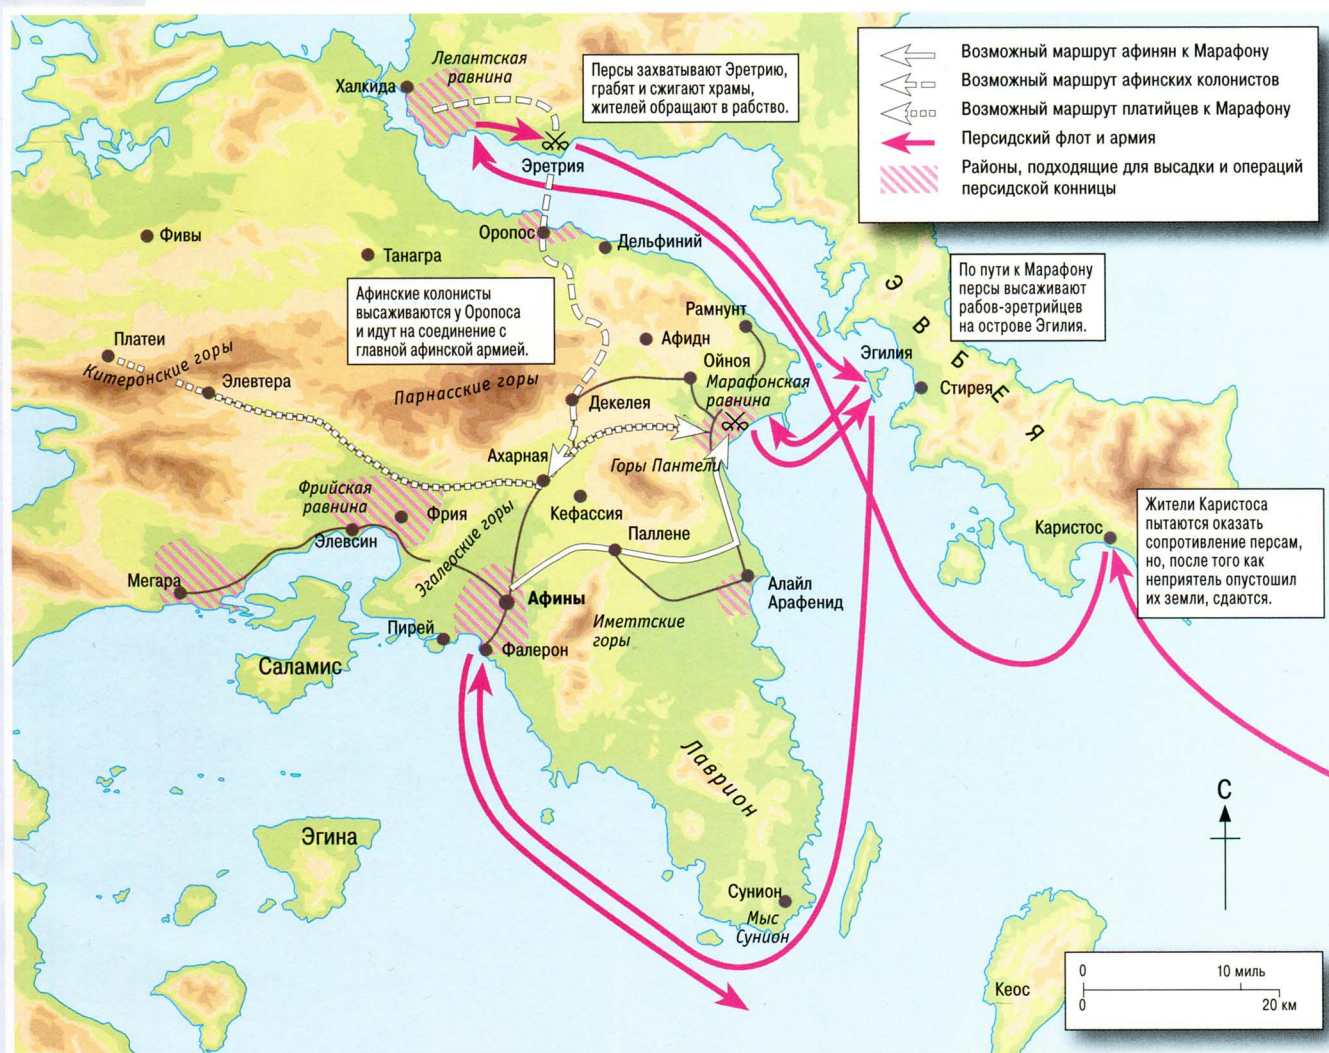 Возможный маршрут афинян к Марафону
Возможный маршрут афинских колонистов
Возможный маршрут платийцев к Марафону
Персидский флот и армия
Районы, подходящие для высадки и операций
персидской конницы
Лелантская
равнина
Халкида
Персы захватывают Эретрию,
грабят и сжигают храмы,
жителей обращают в рабство.
Эретрия
Фивы
Танагра
Оропос
Дельфиний
Афинские колонисты
высаживаются у Оропоса
и идут на соединение с
главной афинской армией.
По пути к Марафону
персы высаживают
рабов-эретрийцев
на острове Эгилия.
ЭВБЕЯ
Рамнунт
Афидн
Ойноя
Марафонская
равнина
Эгилия
Стирея
Платеи
Китеронские горы
Элевтера
Парнасские горы
Декелея
Ахарная
Горы Пантели
Кефассия
Фрийская
равнина
Фрия
Элевсин
Эгалеоские горы
Паллене
Мегара
Афины
Алайл
Арафенид
Иметтские
горы
Пирей
Фалерон
Саламис
Каристос
Жители Каристоса
пытаются оказать
сопротивление персам,
но, после того как
неприятель опустошил
их земли, сдаются.
Лаврион
Эгина
Сунион
Мыс
Сунион
Кеос
С
0 10 миль
0 20 км